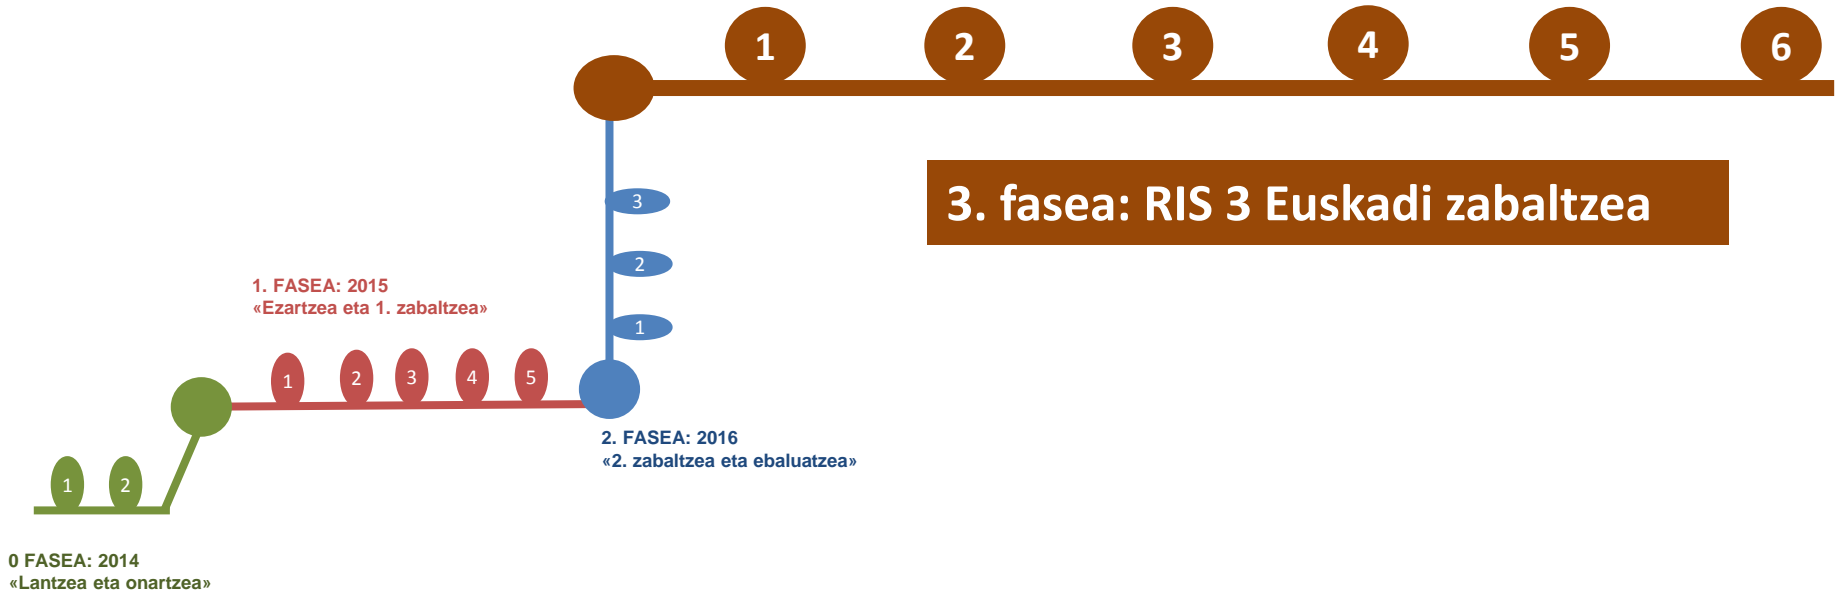 1 2 3 4 5 6
3. fasea: RIS 3 Euskadi zabaltzea
3
2
1
1. FASEA: 2015
«Ezartzea eta 1. zabaltzea»
1 2 3 4 5
2. FASEA: 2016
«2. zabaltzea eta ebaluatzea»
1 2
0 FASEA: 2014
«Lantzea eta onartzea»